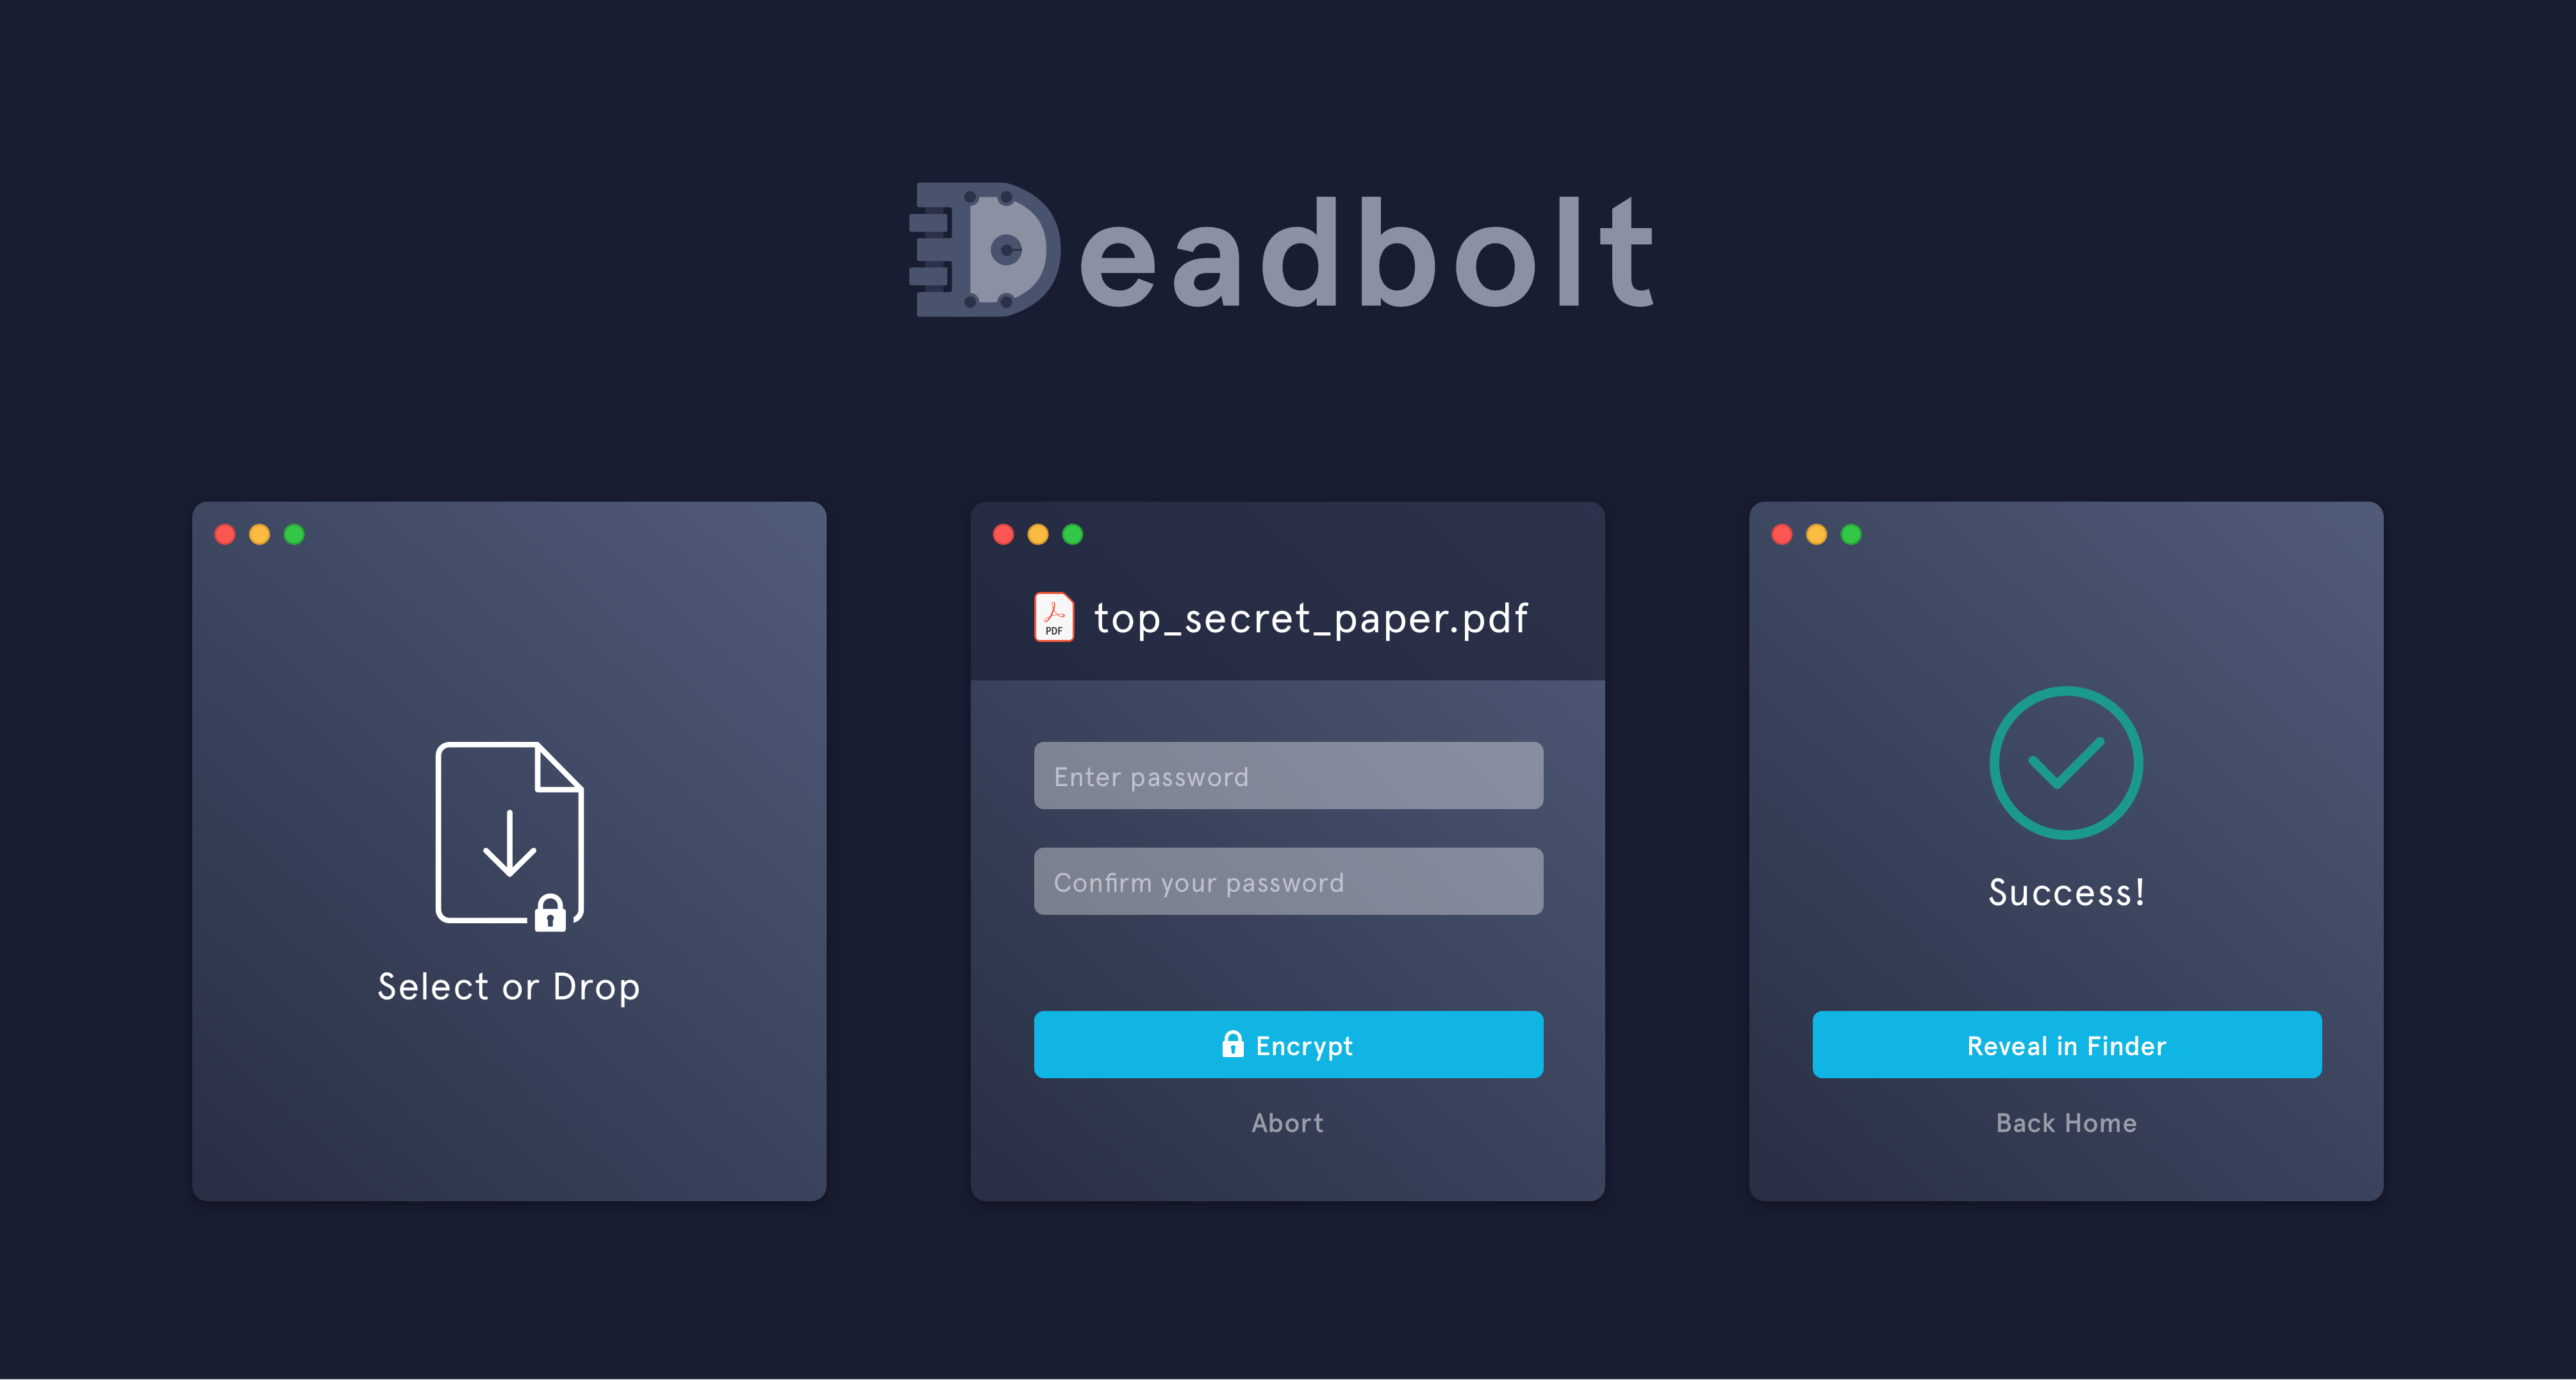 Deadbolt
Select or Drop
PDF
top_secret_paper.pdf
Enter password
Confirm your password
Encrypt
Abort
Success!
Reveal in Finder
Back Home